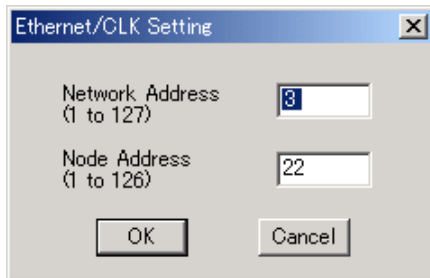 Ethernet/CLK Setting
Network Address
(1 to 127)
3
Node Address
(1 to 126)
22
OK
Cancel